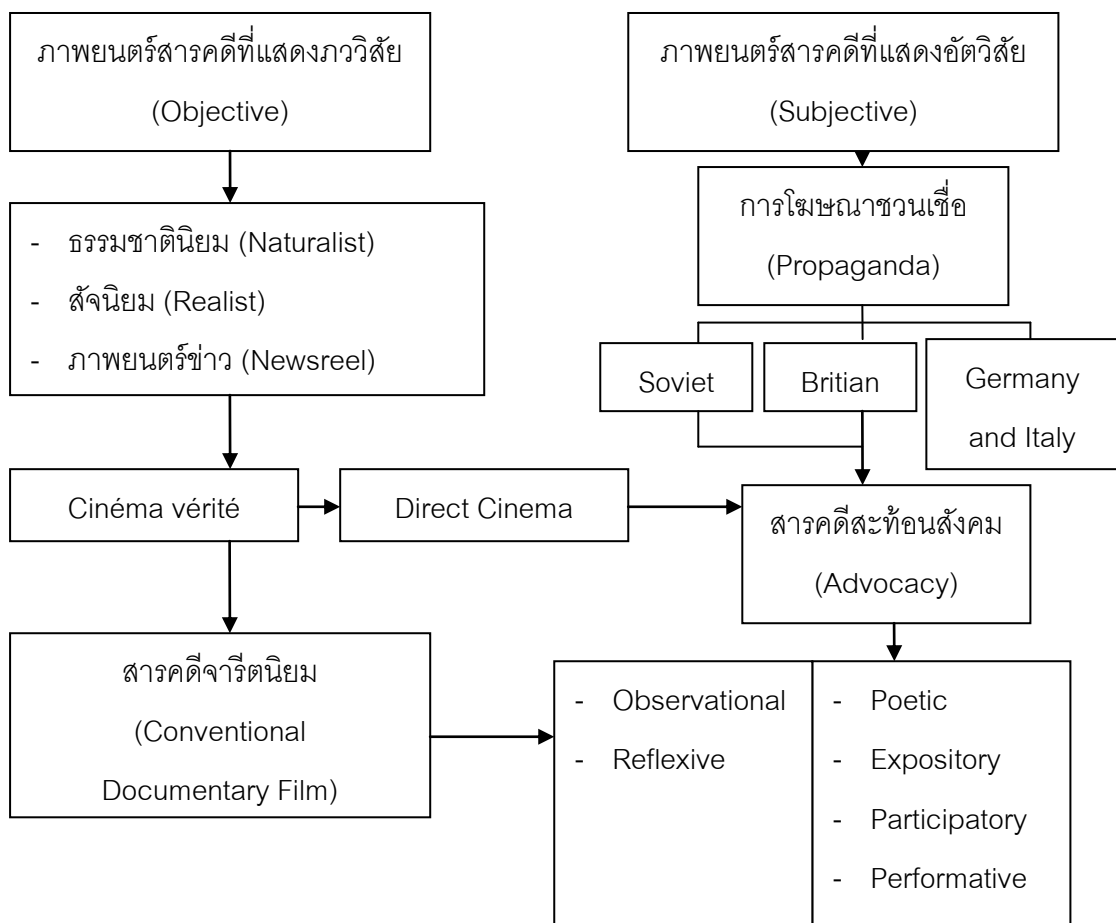 ภาพยนตร์สารคดีที่แสดงภววิสัย
(Objective)
ภาพยนตร์สารคดีที่แสดงอัตวิสัย
(Subjective)
- ธรรมชาตินิยม (Naturalist)
- สัจนิยม (Realist)
- ภาพยนตร์ข่าว (Newsreel)
การโฆษณาชวนเชื่อ
(Propaganda)
Soviet
Britian
Germany
and Italy
Cinéma vérité
Direct Cinema
สารคดีสะท้อนสังคม
(Advocacy)
สารคดีจารีตนิยม
(Conventional
Documentary Film)
- Observational
- Reflexive
- Poetic
- Expository
- Participatory
- Performative